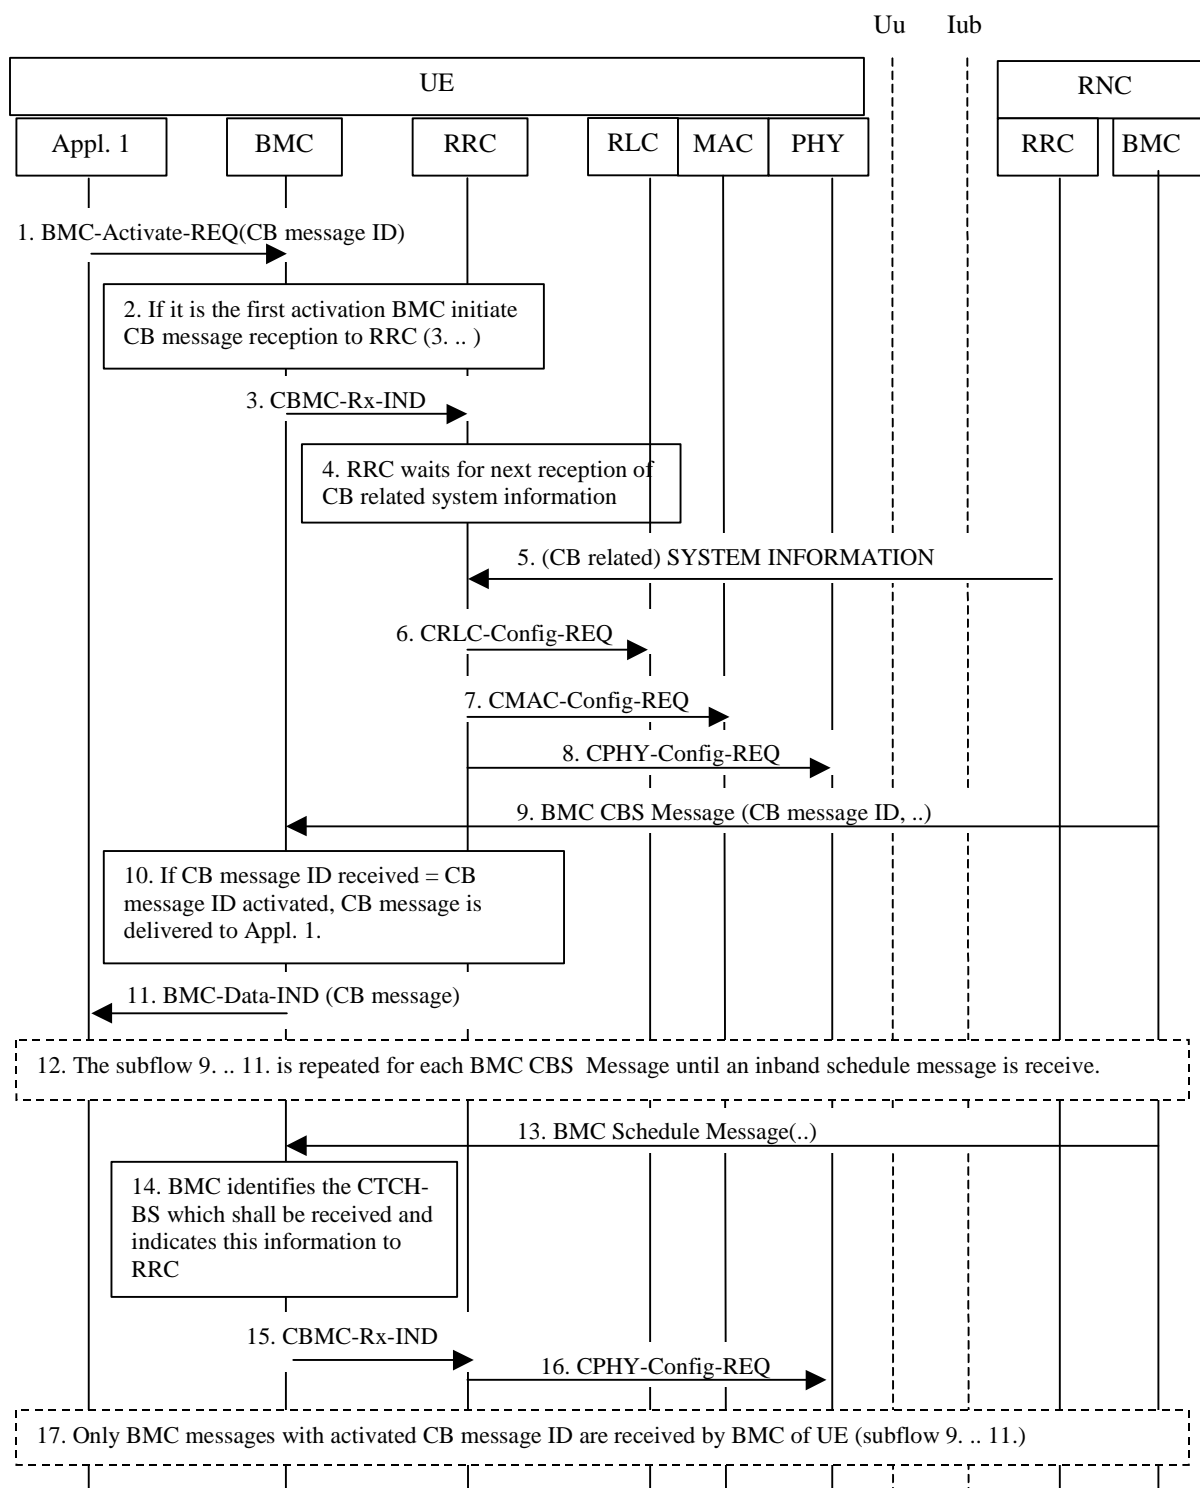 Uu Iub
UE
RNC
Appl. 1 BMC RRC RLC MAC PHY RRC BMC
1. BMC-Activate-REQ(CB message ID)
2. If it is the first activation BMC initiate
CB message reception to RRC (3. .. )
3. CBMC-Rx-IND
4. RRC waits for next reception of
CB related system information
5. (CB related) SYSTEM INFORMATION
6. CRLC-Config-REQ
7. CMAC-Config-REQ
8. CPHY-Config-REQ
9. BMC CBS Message (CB message ID, ..)
10. If CB message ID received = CB
message ID activated, CB message is
delivered to Appl. 1.
11. BMC-Data-IND (CB message)
12. The subflow 9. .. 11. is repeated for each BMC CBS  Message until an inband schedule message is receive.
13. BMC Schedule Message(..)
14. BMC identifies the CTCH-
BS which shall be received and
indicates this information to
RRC
15. CBMC-Rx-IND
16. CPHY-Config-REQ
17. Only BMC messages with activated CB message ID are received by BMC of UE (subflow 9. .. 11.)